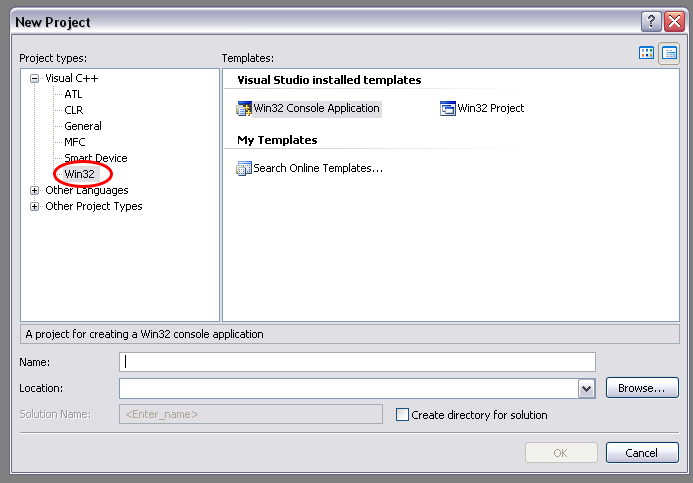 New Project
Project types:
Templates:
Visual C++
ATL
CLR
General
MFC
Smart Device
Win32
Other Languages
Other Project Types
Visual Studio installed templates
Win32 Console Application
Win32 Project
My Templates
Search Online Templates...
A project for creating a Win32 console application
Name:
Location:
Browse...
Solution Name:
<Enter_name>
Create directory for solution
OK
Cancel